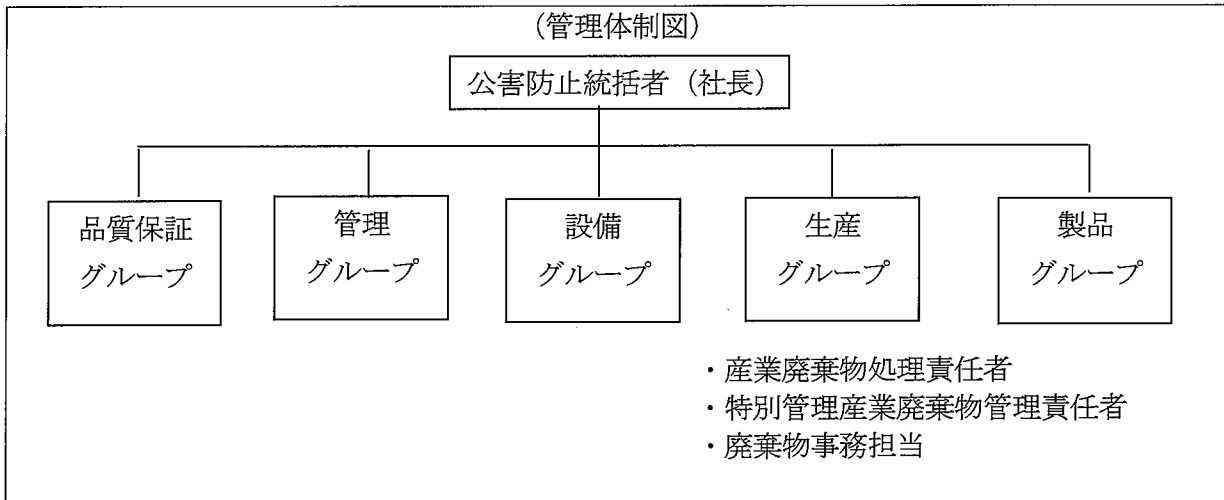 （管理体制図）
公害防止統括者（社長）
品質保証
グループ
管理
グループ
設備
グループ
生産
グループ
製品
グループ
・産業廃棄物処理責任者
・特別管理産業廃棄物管理責任者
・廃棄物事務担当